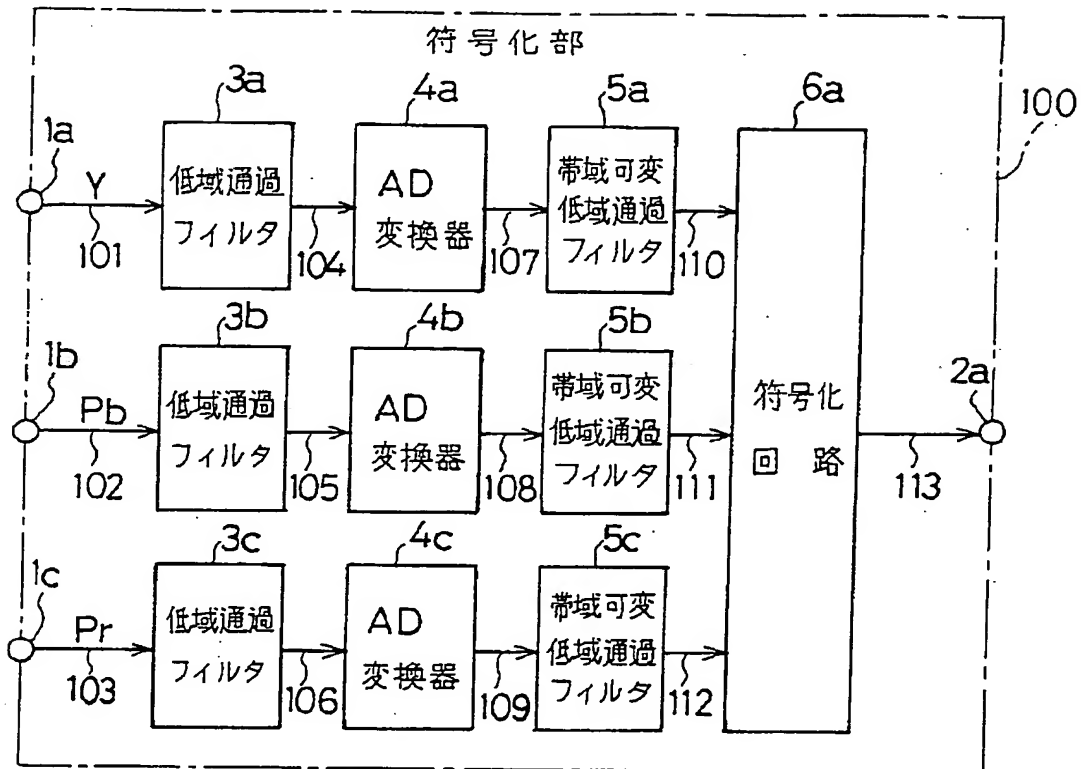 符号化部
100
3a
4a
5a
6a
1a
Y
101
低域通過
フィルタ
104
AD
変換器
107
帯域可変
低域通過
フィルタ
110
3b
4b
5b
1b
Pb
102
低域通過
フィルタ
105
AD
変換器
108
帯域可変
低域通過
フィルタ
111
符号化
回路
2a
113
3c
4c
5c
1c
Pr
103
低域通過
フィルタ
106
AD
変換器
109
帯域可変
低域通過
フィルタ
112